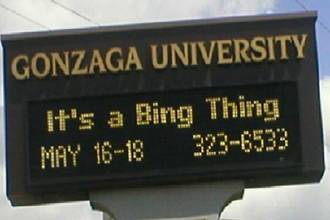 GONZAGA UNIVERSITY
It's a Bing Thing
MAY 16-18 323-6533